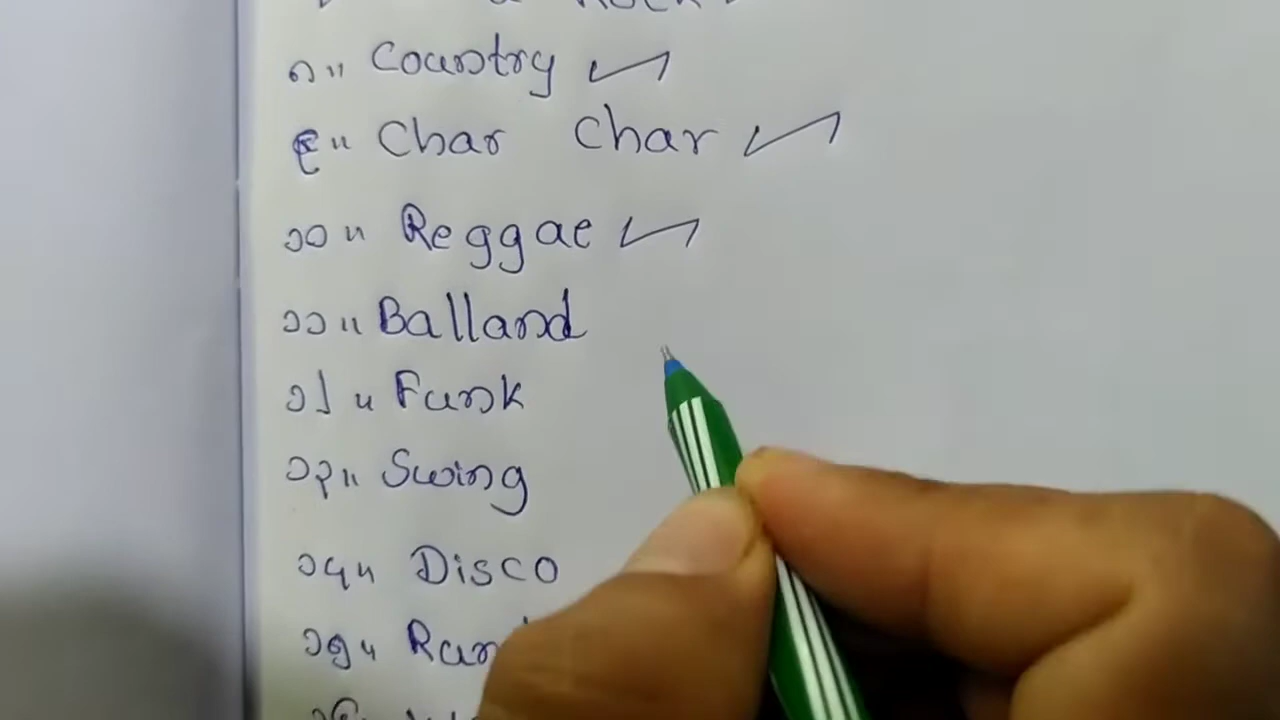 ၈။ Country
၉။ Char Char
၁၀။ Reggae
၁၁။ Balland
၁၂။ Funk
၁၃။ Swing
၁၄။ Disco
၁၅။